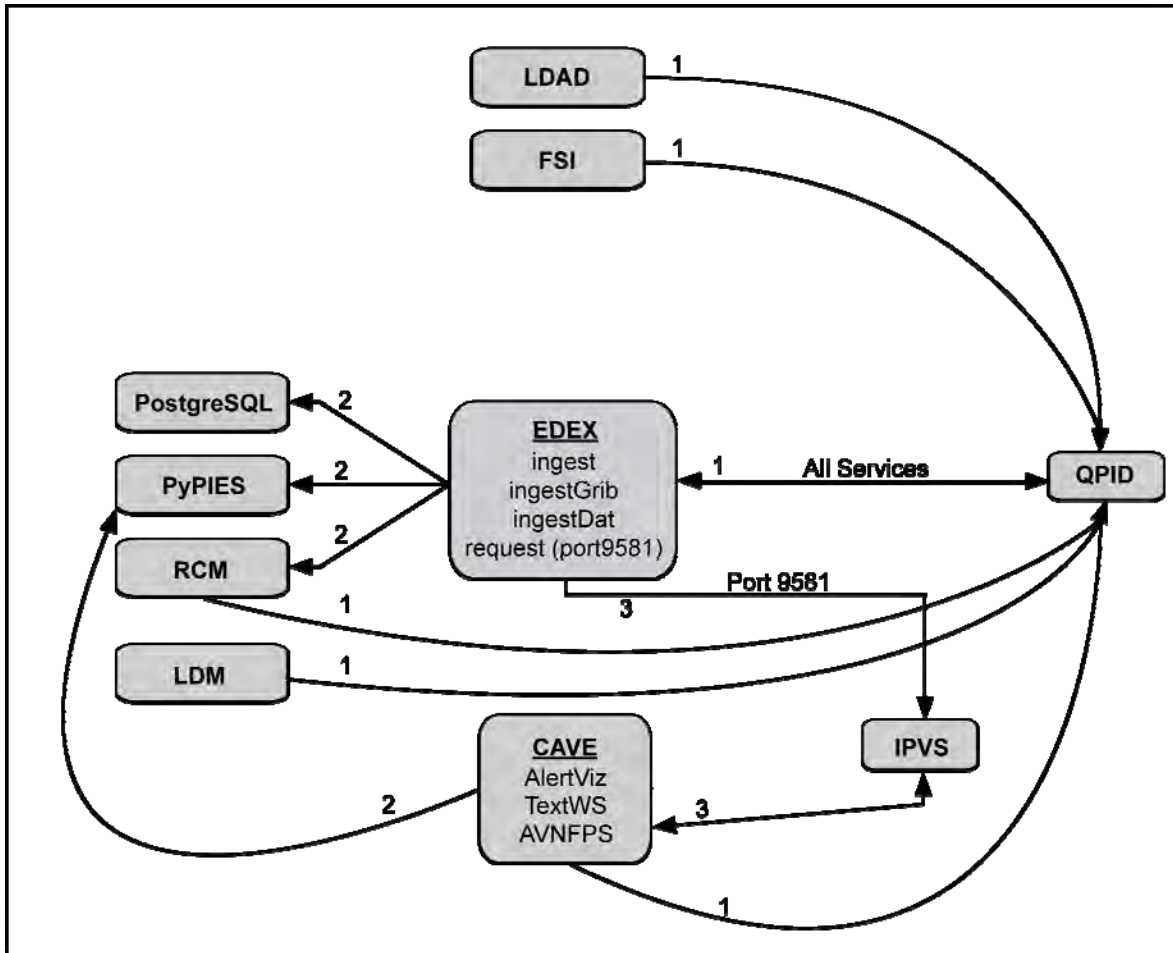 LDAD
1
FSI
1
PostgreSQL
2
EDEX
ingest
ingestGrib
ingestDat
request (port9581)
PyPIES
2
1
All Services
QPID
RCM
2
1
3
Port 9581
LDM
1
CAVE
AlertViz
TextWS
AVNFPS
IPVS
2
3
1